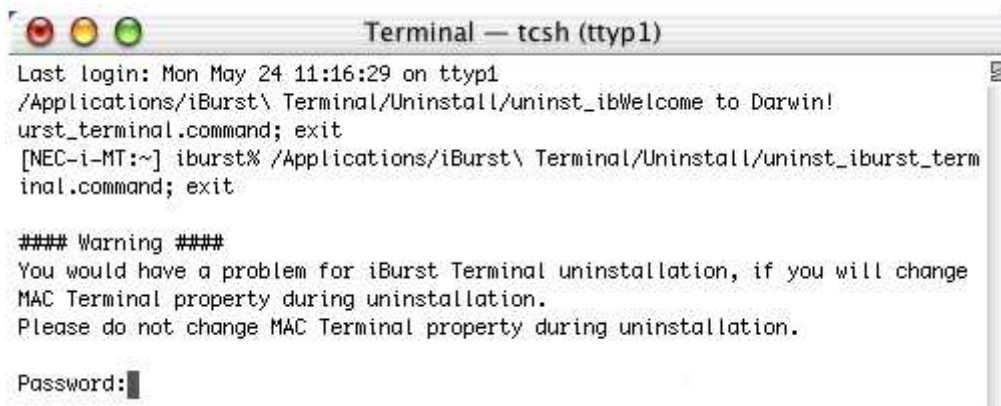 Terminal — tcsh (ttyp1)
Last login: Mon May 24 11:16:29 on ttyp1
/Applications/iBurst\ Terminal/Uninstall/uninst_ibWelcome to Darwin!
urst_terminal.command; exit
[NEC-i-MT:~] iburst% /Applications/iBurst\ Terminal/Uninstall/uninst_iburst_term
inal.command; exit
#### Warning ####
You would have a problem for iBurst Terminal uninstallation, if you will change
MAC Terminal property during uninstallation.
Please do not change MAC Terminal property during uninstallation.
Password: